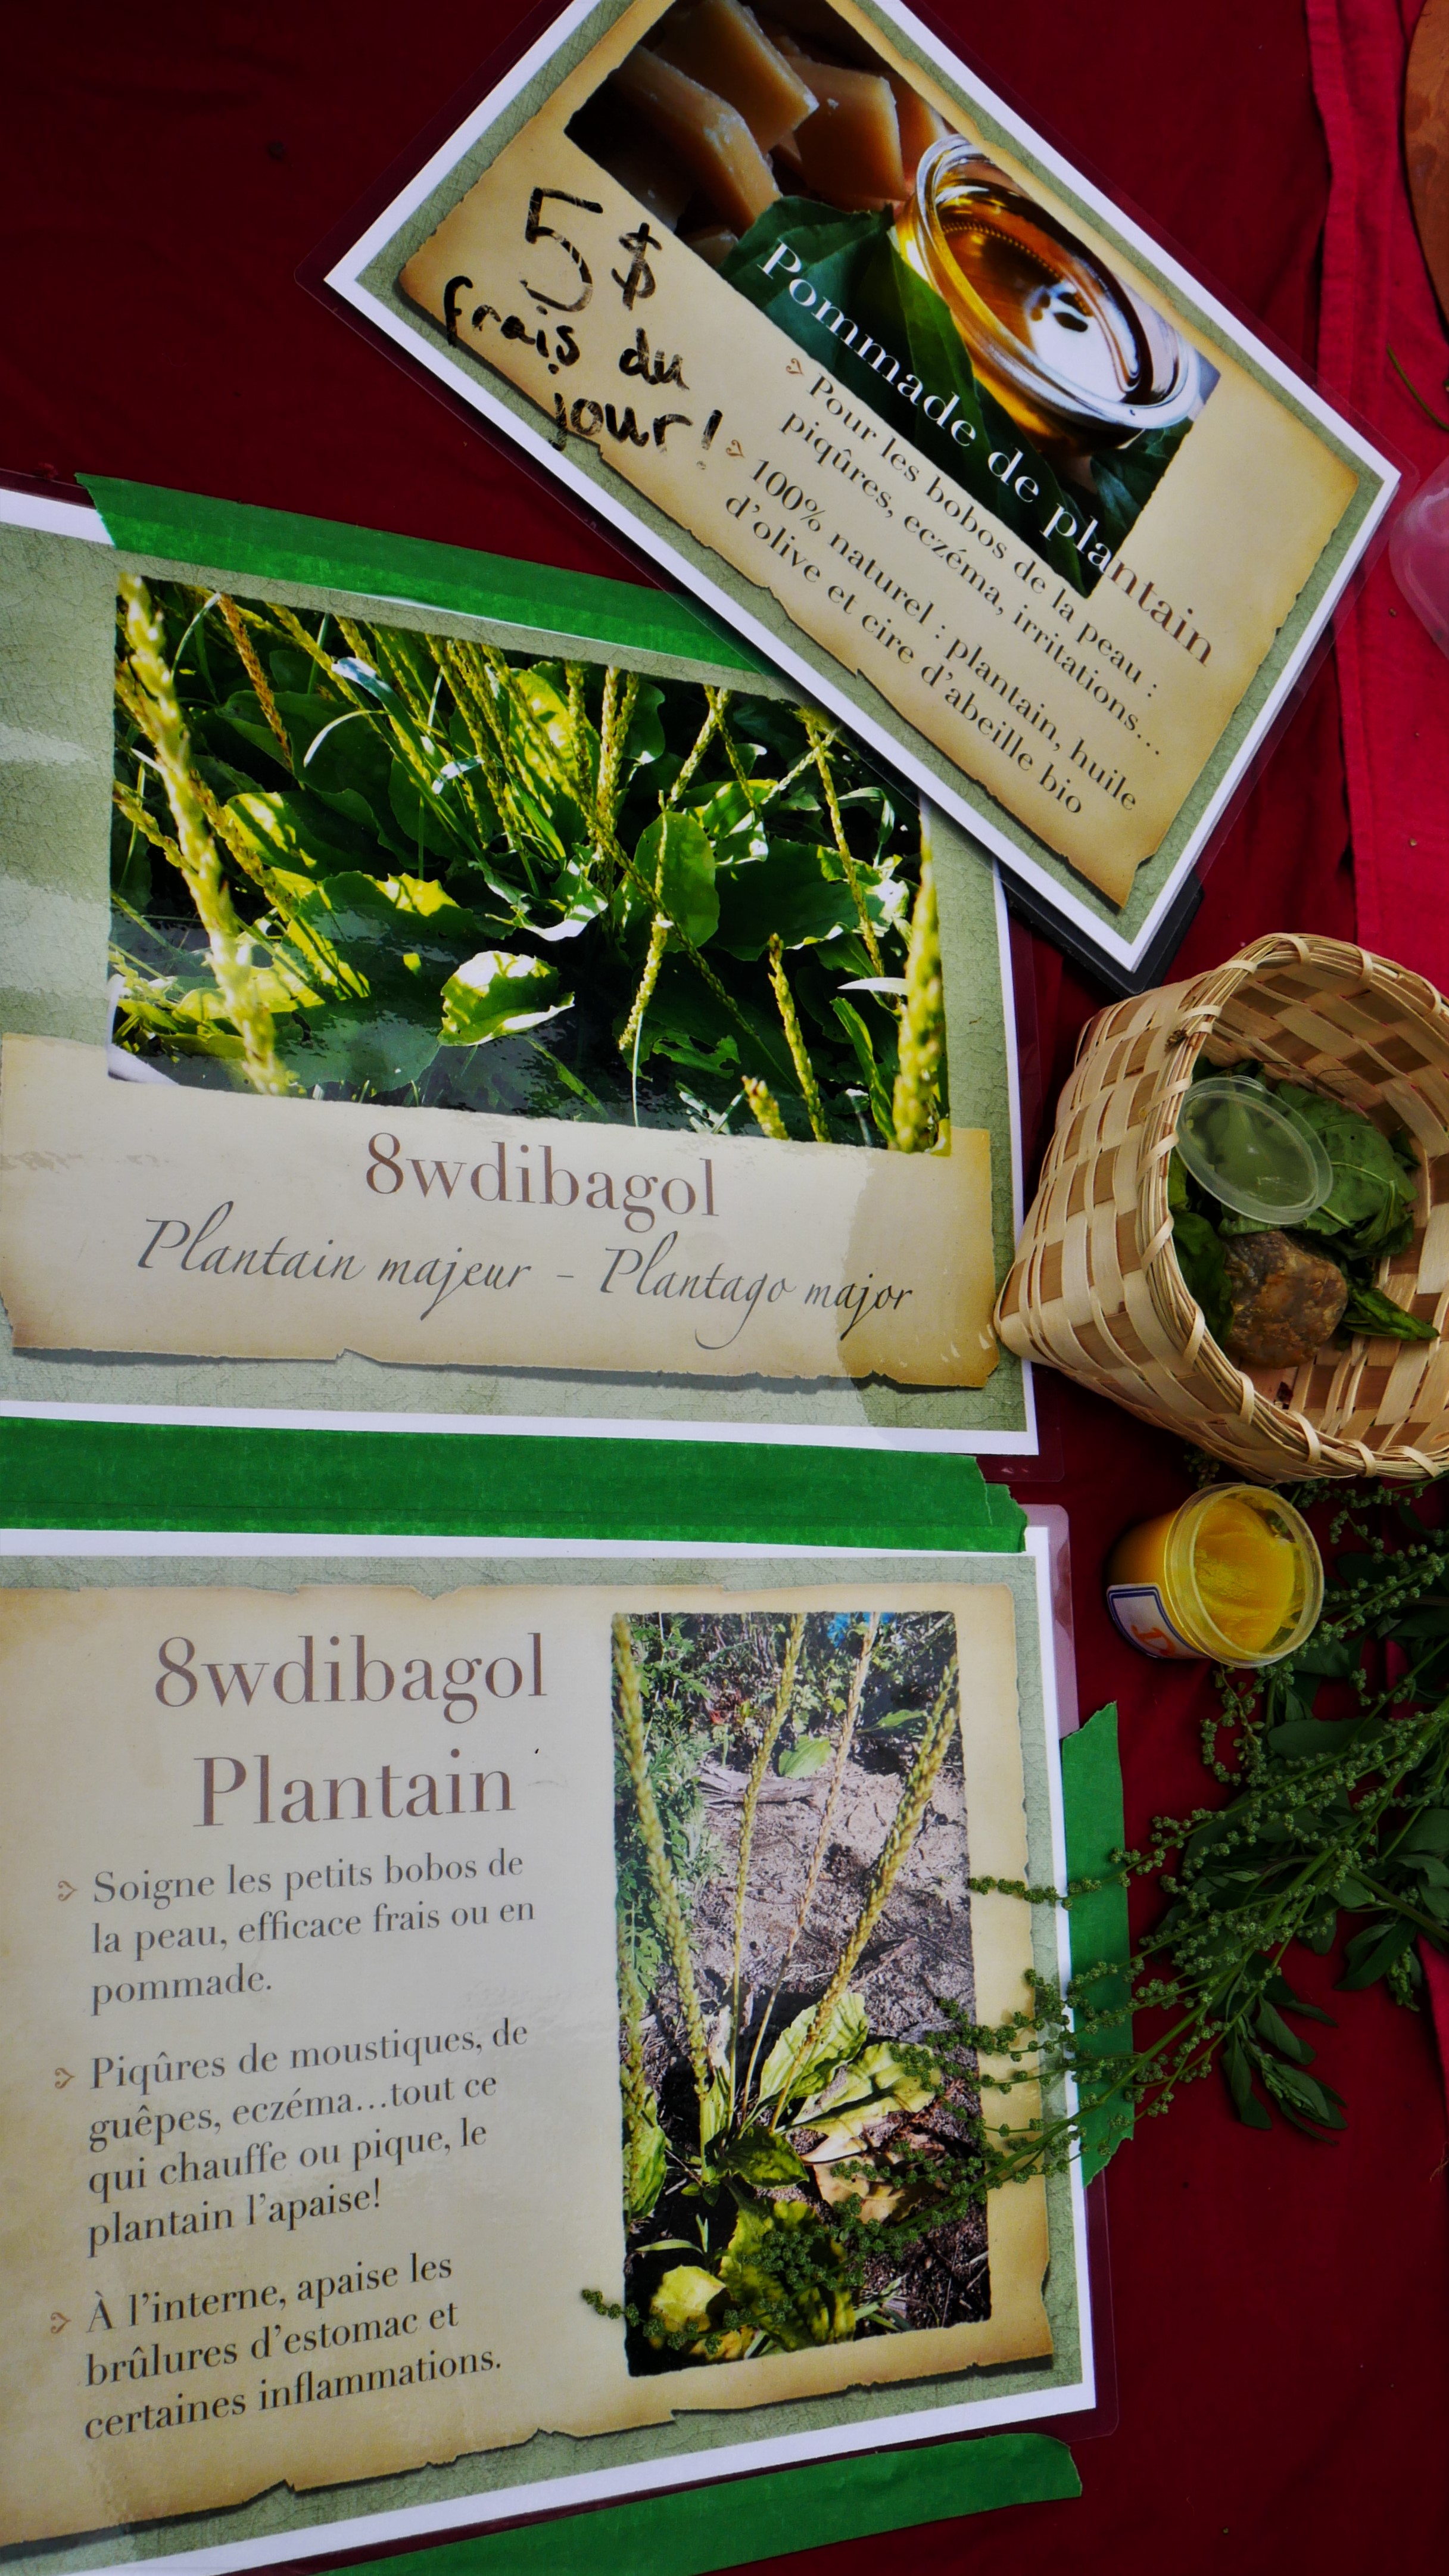 5$
frais du
jour!
Pommade de plantain
Pour les bobos de la peau :
piqûres, eczéma, irritations...
100% naturel : plantain, huile
d'olive et cire d'abeille bio
8wdibagol
Plantain majeur – Plantago major
8wdibagol
Plantain
Soigne les petits bobos de
la peau, efficace frais ou en
pommade.
Piqûres de moustiques, de
guêpes, eczéma...tout ce
qui chauffe ou pique, le
plantain l'apaise!
À l'interne, apaise les
brûlures d'estomac et
certaines inflammations.